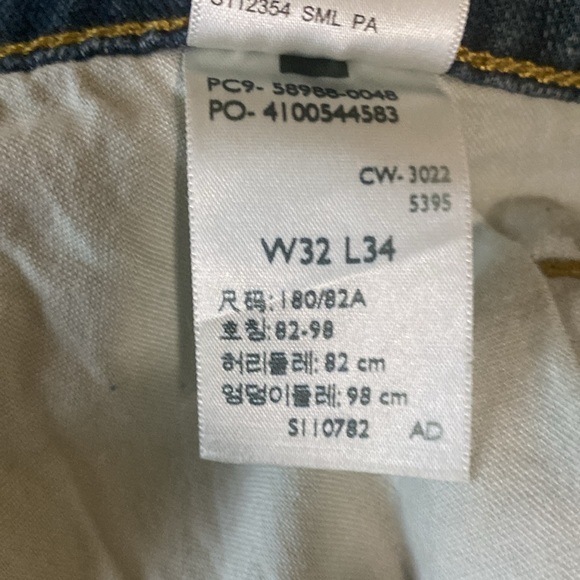 S112354 SML PA
PC9- 58988-0048
PO- 4100544583
CW- 3022
5395
W32 L34
尺码: 180/82A
호칭: 82-98
허리둘레: 82 cm
엉덩이둘레: 98 cm
S110782 AD